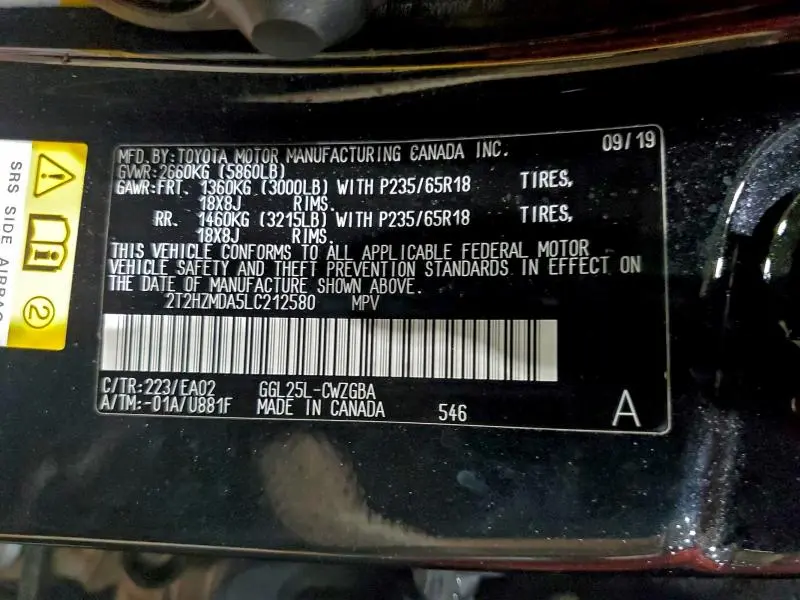 MFD.BY:TOYOTA MOTOR MANUFACTURING CANADA INC. 09/19
GVWR:2660KG (5860LB)
GAWR:FRT. 1360KG (3000LB) WITH P235/65R18 TIRES,
18X8J RIMS.
RR. 1460KG (3215LB) WITH P235/65R18 TIRES,
18X8J RIMS.
THIS VEHICLE CONFORMS TO ALL APPLICABLE FEDERAL MOTOR
VEHICLE SAFETY AND THEFT PREVENTION STANDARDS IN EFFECT ON
THE DATE OF MANUFACTURE SHOWN ABOVE.
2T2HZMDA5LC212580 MPV
C/TR:223/EA02 GGL25L-CWZGBA
A/TM:-01A/U881F MADE IN CANADA 546 A
SRS SIDE AIRBAG
2